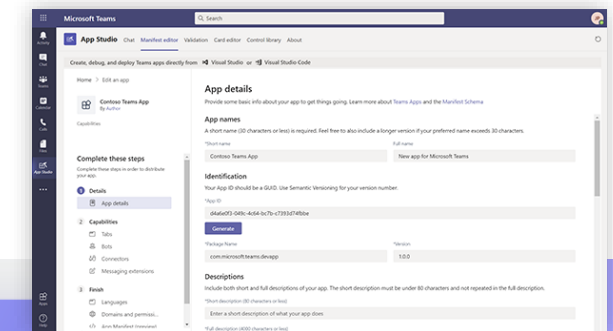 Microsoft Teams
Search
Activity
Chat
Teams
Calendar
Calls
Files
App Studio
Apps
Help
App Studio Chat Manifest editor Validation Card editor Control library About
Create, debug, and deploy Teams apps directly from Visual Studio or Visual Studio Code
Home > Edit an app
Contoso Teams App
By Author
Capabilities
Complete these steps
Complete these steps in order to distribute
your app.
1 Details
App details
2 Capabilities
Tabs
Bots
Connectors
Messaging extensions
3 Finish
Languages
Domains and permissi...
App Manifest (preview)
App details
Provide some basic info about your app to get things going. Learn more about Teams Apps and the Manifest Schema
App names
A short name (30 characters or less) is required. Feel free to also include a longer version if your preferred name exceeds 30 characters.
*Short name
Full name
Contoso Teams App
New app for Microsoft Teams
Identification
Your App ID should be a GUID. Use Semantic Versioning for your version number.
*App ID
Generate
*Package Name
*Version
com.microsoft.teams.devapp
1.0.0
Descriptions
Include both short and full descriptions of your app. The short description must be under 80 characters and not repeated in the full description.
*Short description (80 characters or less)
Enter a short description of what your app does
*Full description (4000 characters or less)